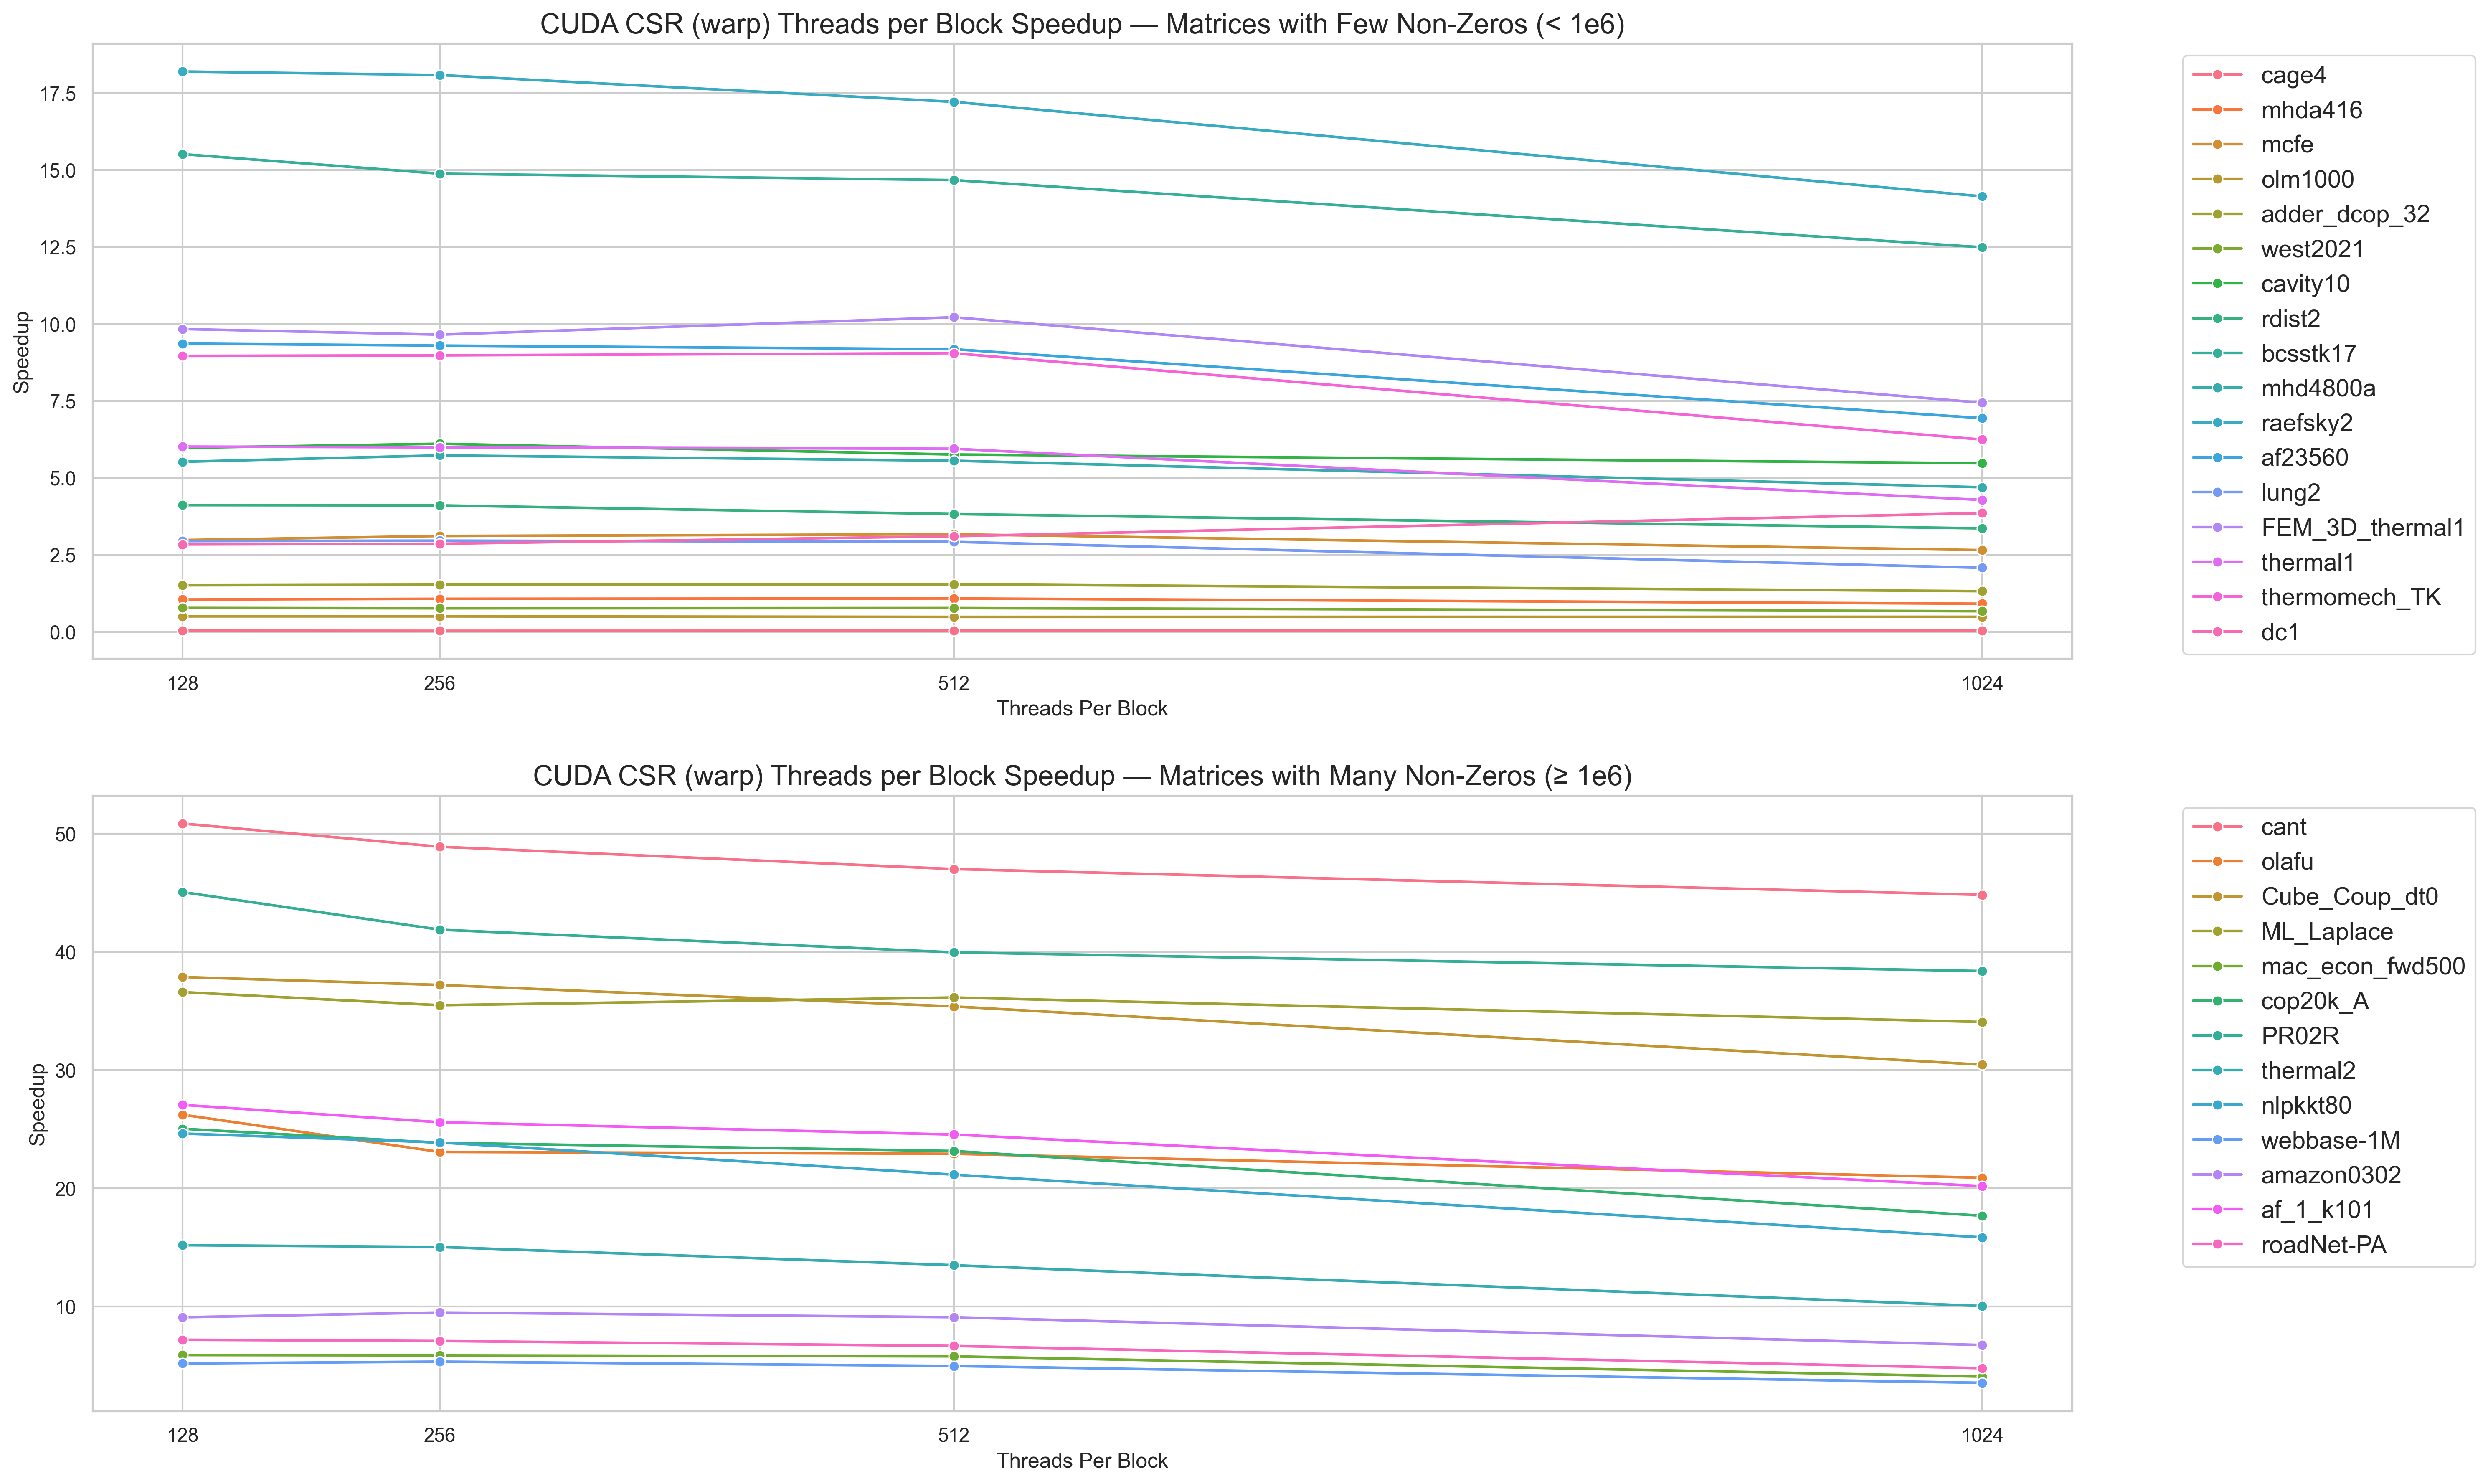 CUDA CSR (warp) Threads per Block Speedup — Matrices with Few Non-Zeros (< 1e6)
Speedup
17.5
15.0
12.5
10.0
7.5
5.0
2.5
0.0
128
256
512
1024
Threads Per Block
cage4
mhda416
mcfe
olm1000
adder_dcop_32
west2021
cavity10
rdist2
bcsstk17
mhd4800a
raefsky2
af23560
lung2
FEM_3D_thermal1
thermal1
thermomech_TK
dc1
CUDA CSR (warp) Threads per Block Speedup — Matrices with Many Non-Zeros (≥ 1e6)
Speedup
50
40
30
20
10
128
256
512
1024
Threads Per Block
cant
olafu
Cube_Coup_dt0
ML_Laplace
mac_econ_fwd500
cop20k_A
PR02R
thermal2
nlpkkt80
webbase-1M
amazon0302
af_1_k101
roadNet-PA